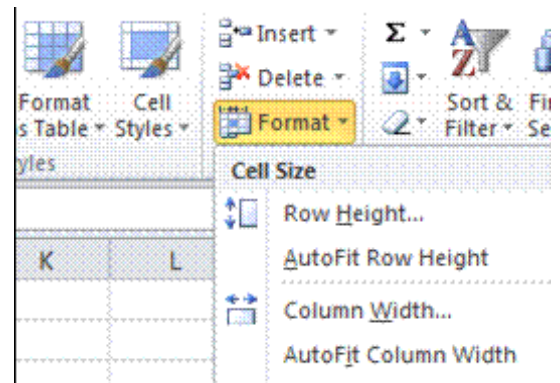 Insert
Delete
Format
Σ
A
Z
Format
s Table
Cell
Styles
Sort &
Filter
Fin
Se
yles
Cell Size
Row Height...
AutoFit Row Height
Column Width...
AutoFit Column Width
K L